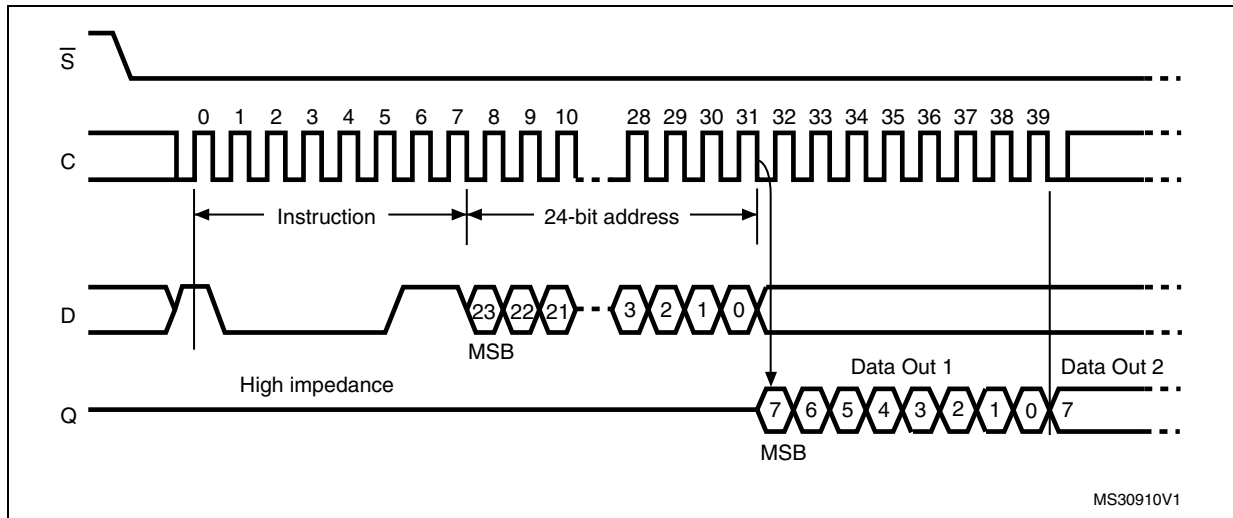 S
0 1 2 3 4 5 6 7 8 9 10 28 29 30 31 32 33 34 35 36 37 38 39
C
Instruction 24-bit address
D 23 22 21 3 2 1 0
MSB
High impedance Data Out 1 Data Out 2
Q 7 6 5 4 3 2 1 0 7
MSB
MS30910V1